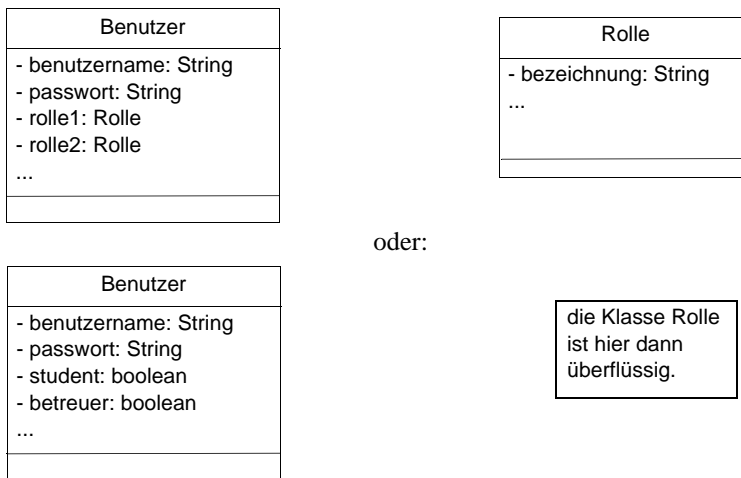 Benutzer
- benutzername: String
- passwort: String
- rolle1: Rolle
- rolle2: Rolle
...
Rolle
- bezeichnung: String
...
oder:
Benutzer
- benutzername: String
- passwort: String
- student: boolean
- betreuer: boolean
...
die Klasse Rolle
ist hier dann
überflüssig.